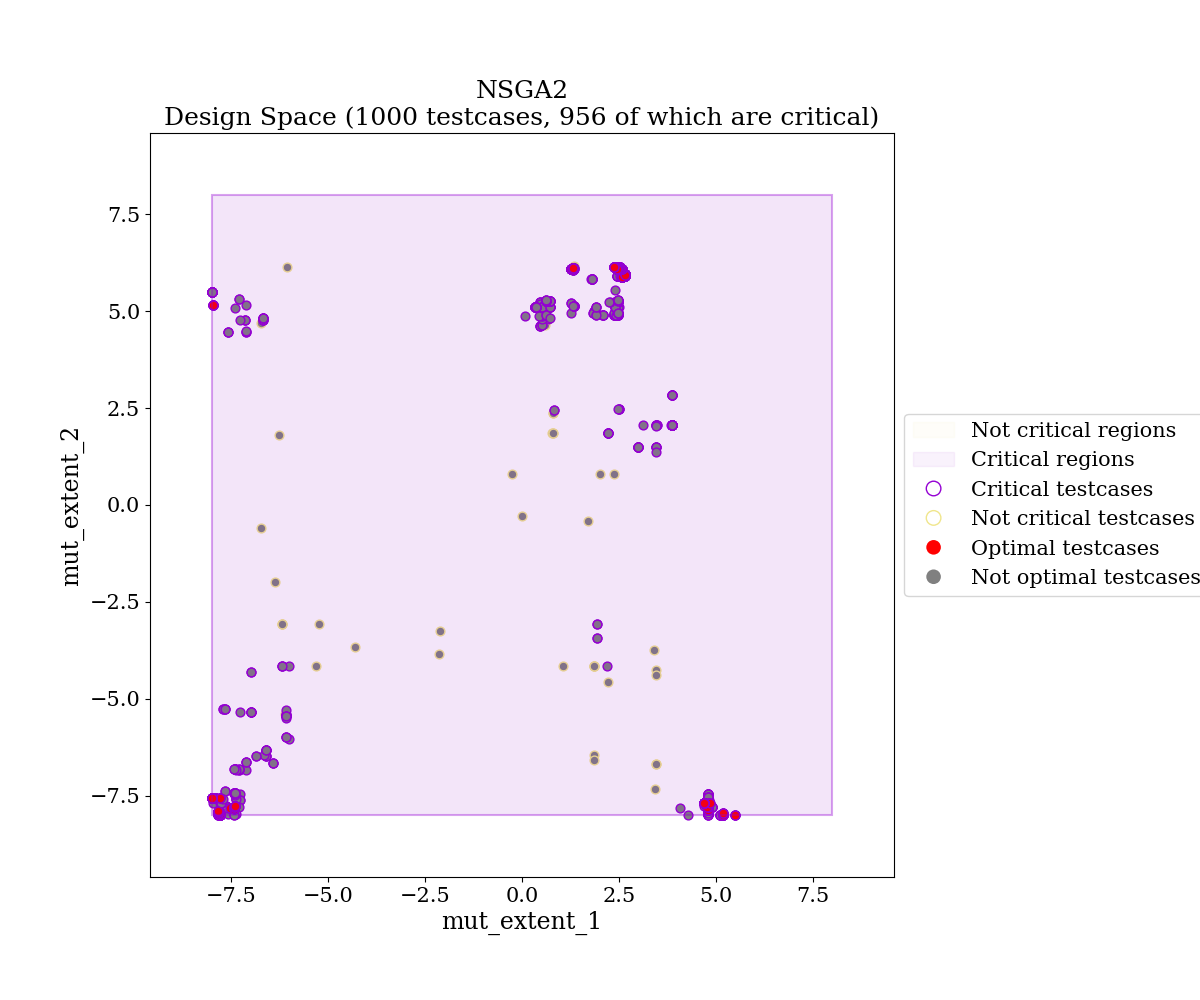 NSGA2
Design Space (1000 testcases, 956 of which are critical)
7.5
5.0
2.5
0.0
−2.5
−5.0
−7.5
mut_extent_2
−7.5
−5.0
−2.5
0.0
2.5
5.0
7.5
mut_extent_1
Not critical regions
Critical regions
Critical testcases
Not critical testcases
Optimal testcases
Not optimal testcases